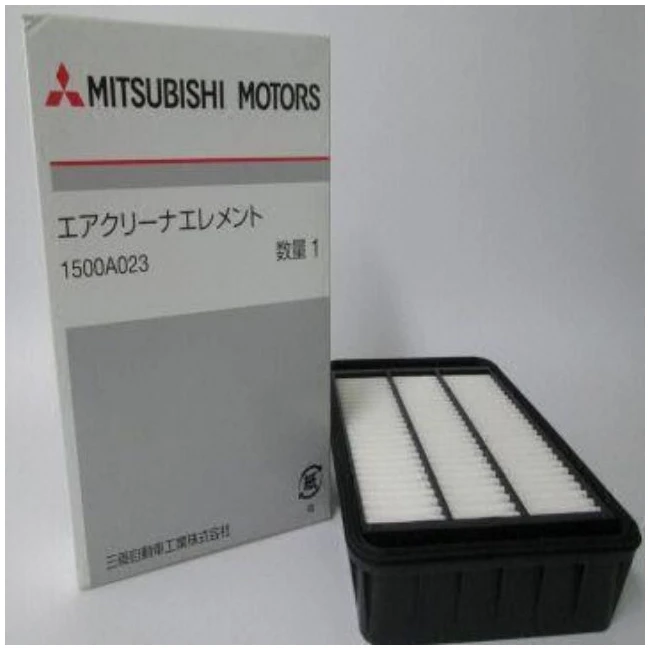 MITSUBISHI MOTORS
エアクリーナエレメント
1500A023
数量 1
紙
三菱自動車工業株式会社